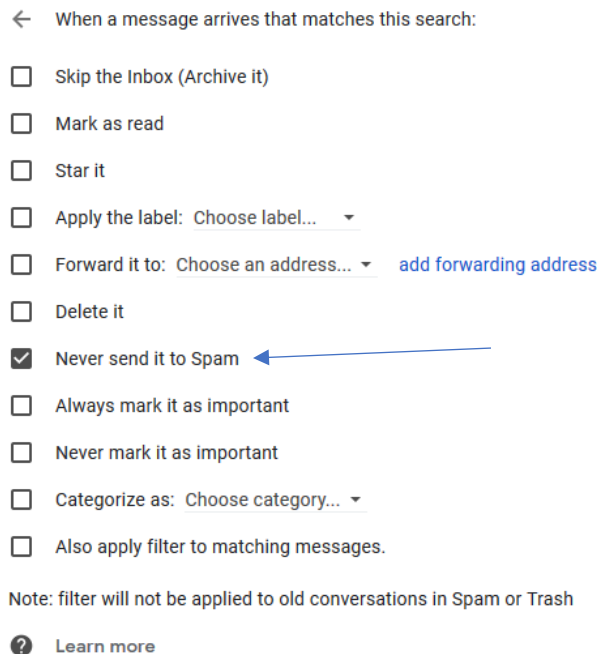 When a message arrives that matches this search:
Skip the Inbox (Archive it)
Mark as read
Star it
Apply the label: Choose label...
Forward it to: Choose an address... add forwarding address
Delete it
Never send it to Spam
Always mark it as important
Never mark it as important
Categorize as: Choose category...
Also apply filter to matching messages.
Note: filter will not be applied to old conversations in Spam or Trash
? Learn more